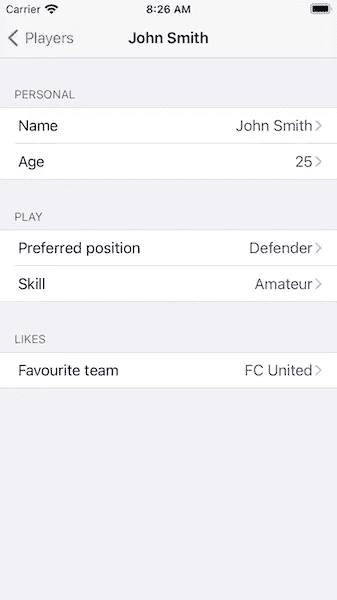 Carrier 8:26 AM
Players John Smith
PERSONAL
Name John Smith
Age 25
PLAY
Preferred position Defender
Skill Amateur
LIKES
Favourite team FC United